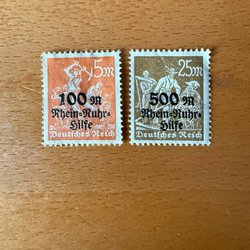 5m
100 M
Rhein=Ruhr=
Hilfe
Deutsches Reich
25m
500 M
Rhein=Ruhr=
Hilfe
Deutsches Reich